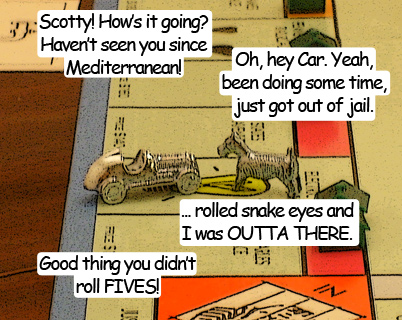 Scotty! How's it going?
Haven't seen you since
Mediterranean!
Oh, hey Car. Yeah,
been doing some time,
just got out of jail.
... rolled snake eyes and
I was OUTTA THERE.
Good thing you didn't
roll FIVES!
IN